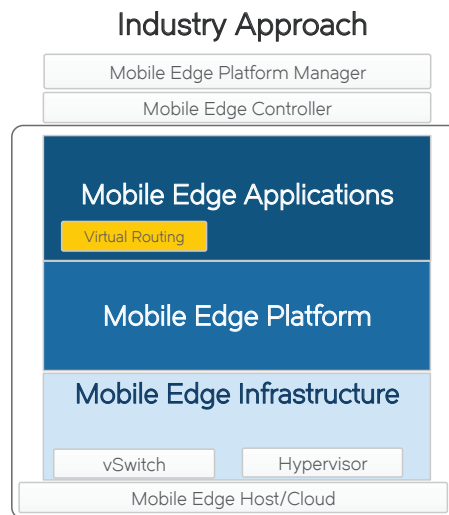 Industry Approach
Mobile Edge Platform Manager
Mobile Edge Controller
Mobile Edge Applications
Virtual Routing
Mobile Edge Platform
Mobile Edge Infrastructure
vSwitch
Hypervisor
Mobile Edge Host/Cloud